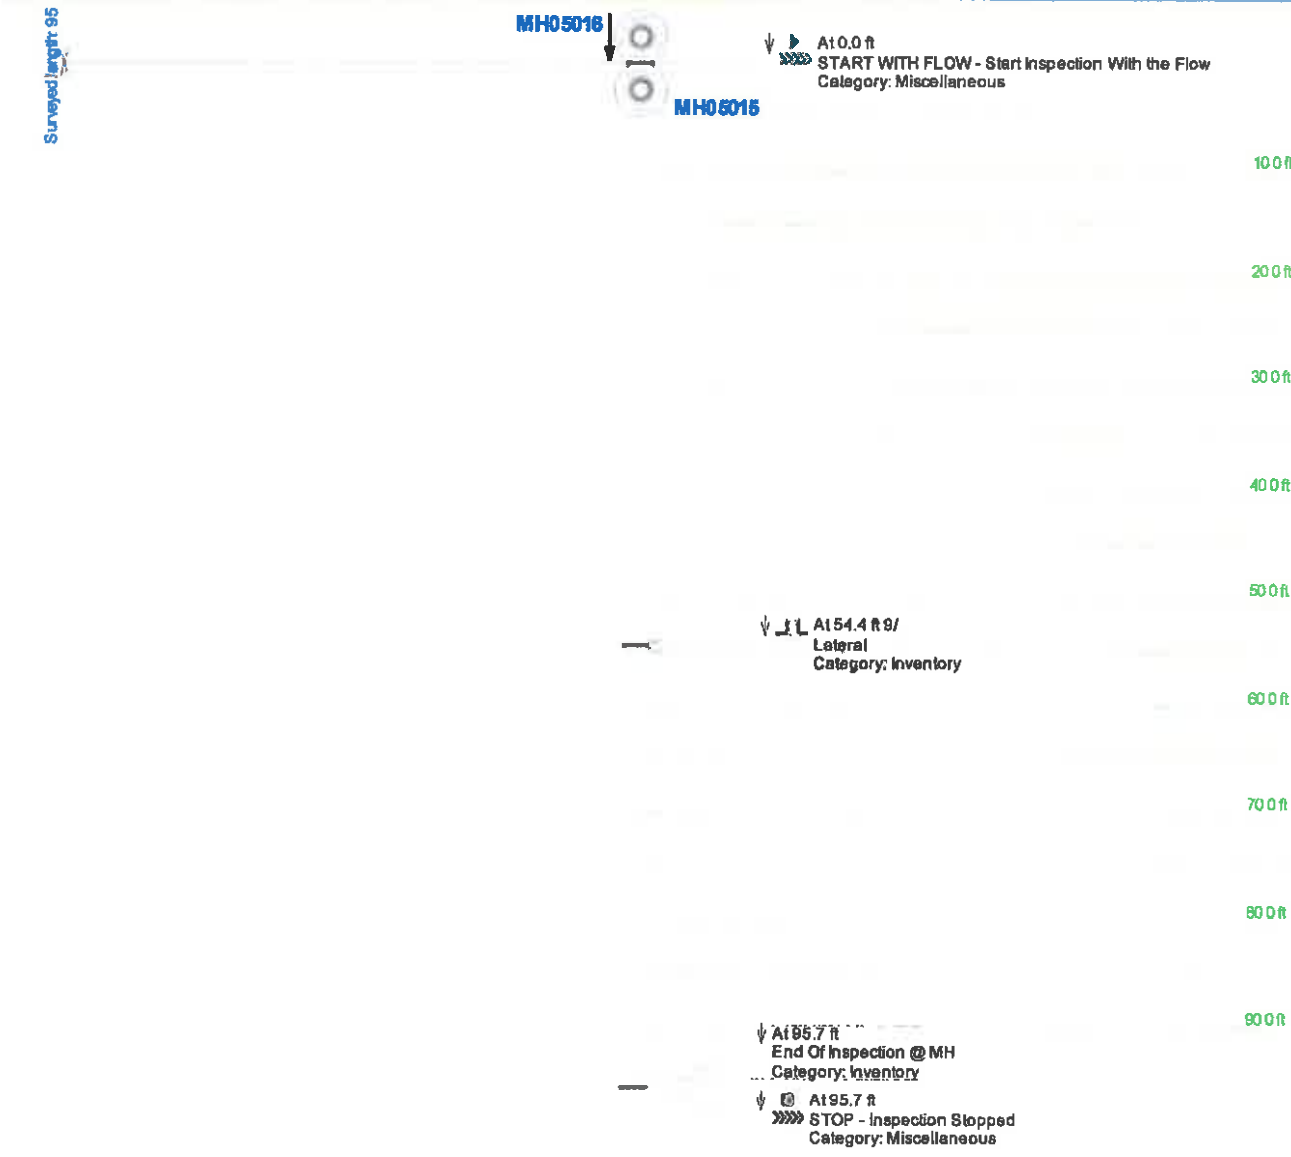 Surveyed length: 95
MH05016
MH05015
At 0.0 ft
START WITH FLOW - Start Inspection With the Flow
Category: Miscellaneous
10 0 ft
20 0 ft
30 0 ft
40 0 ft
50 0 ft
At 54.4 ft 9/
Lateral
Category: Inventory
60 0 ft
70 0 ft
80 0 ft
90 0 ft
At 95.7 ft
End Of Inspection @ MH
Category: Inventory
At 95.7 ft
STOP - Inspection Stopped
Category: Miscellaneous